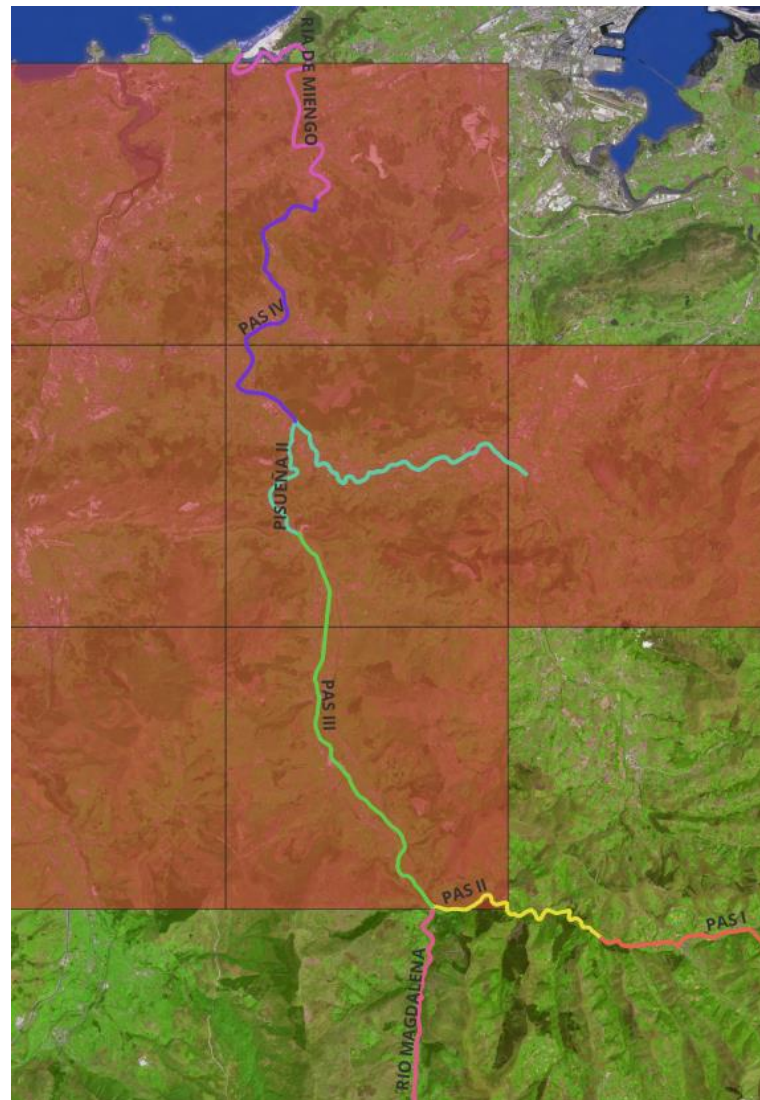 RIA DE MIENGO
PAS IV
PISUEÑA II
PAS III
PAS II
PAS I
RIO MAGDALENA